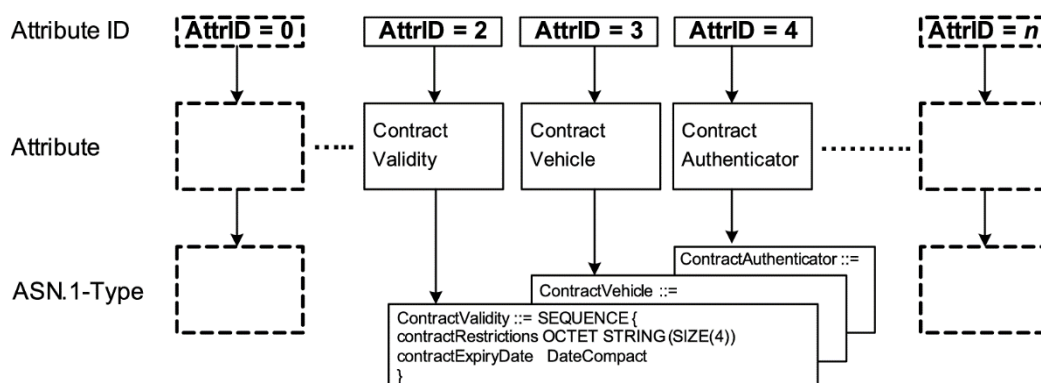 Attribute ID
AttrID = 0
AttrID = 2
AttrID = 3
AttrID = 4
AttrID = n
Attribute
Contract
Validity
Contract
Vehicle
Contract
Authenticator
ASN.1-Type
ContractAuthenticator ::=
ContractVehicle ::=
ContractValidity ::= SEQUENCE {
contractRestrictions OCTET STRING (SIZE(4))
contractExpiryDate DateCompact
}